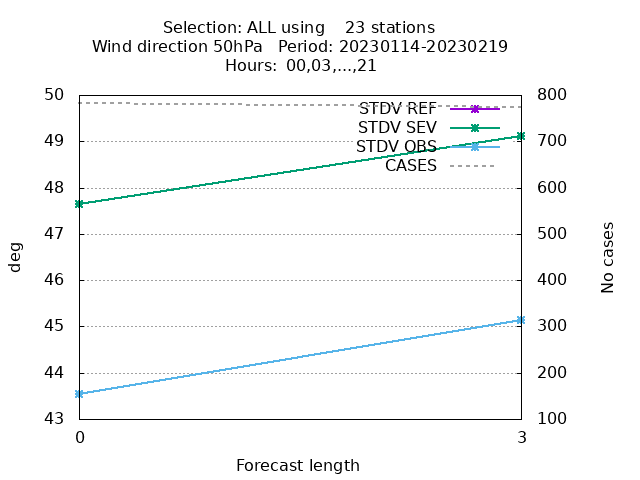 Selection: ALL using    23 stations
Wind direction 50hPa   Period: 20230114-20230219
Hours:  00,03,...,21
50 800
STDV REF
STDV SEV
49 700
STDV OBS
CASES
48 600
47 500
deg
No cases
46 400
45 300
44 200
43 100
0 3
Forecast length